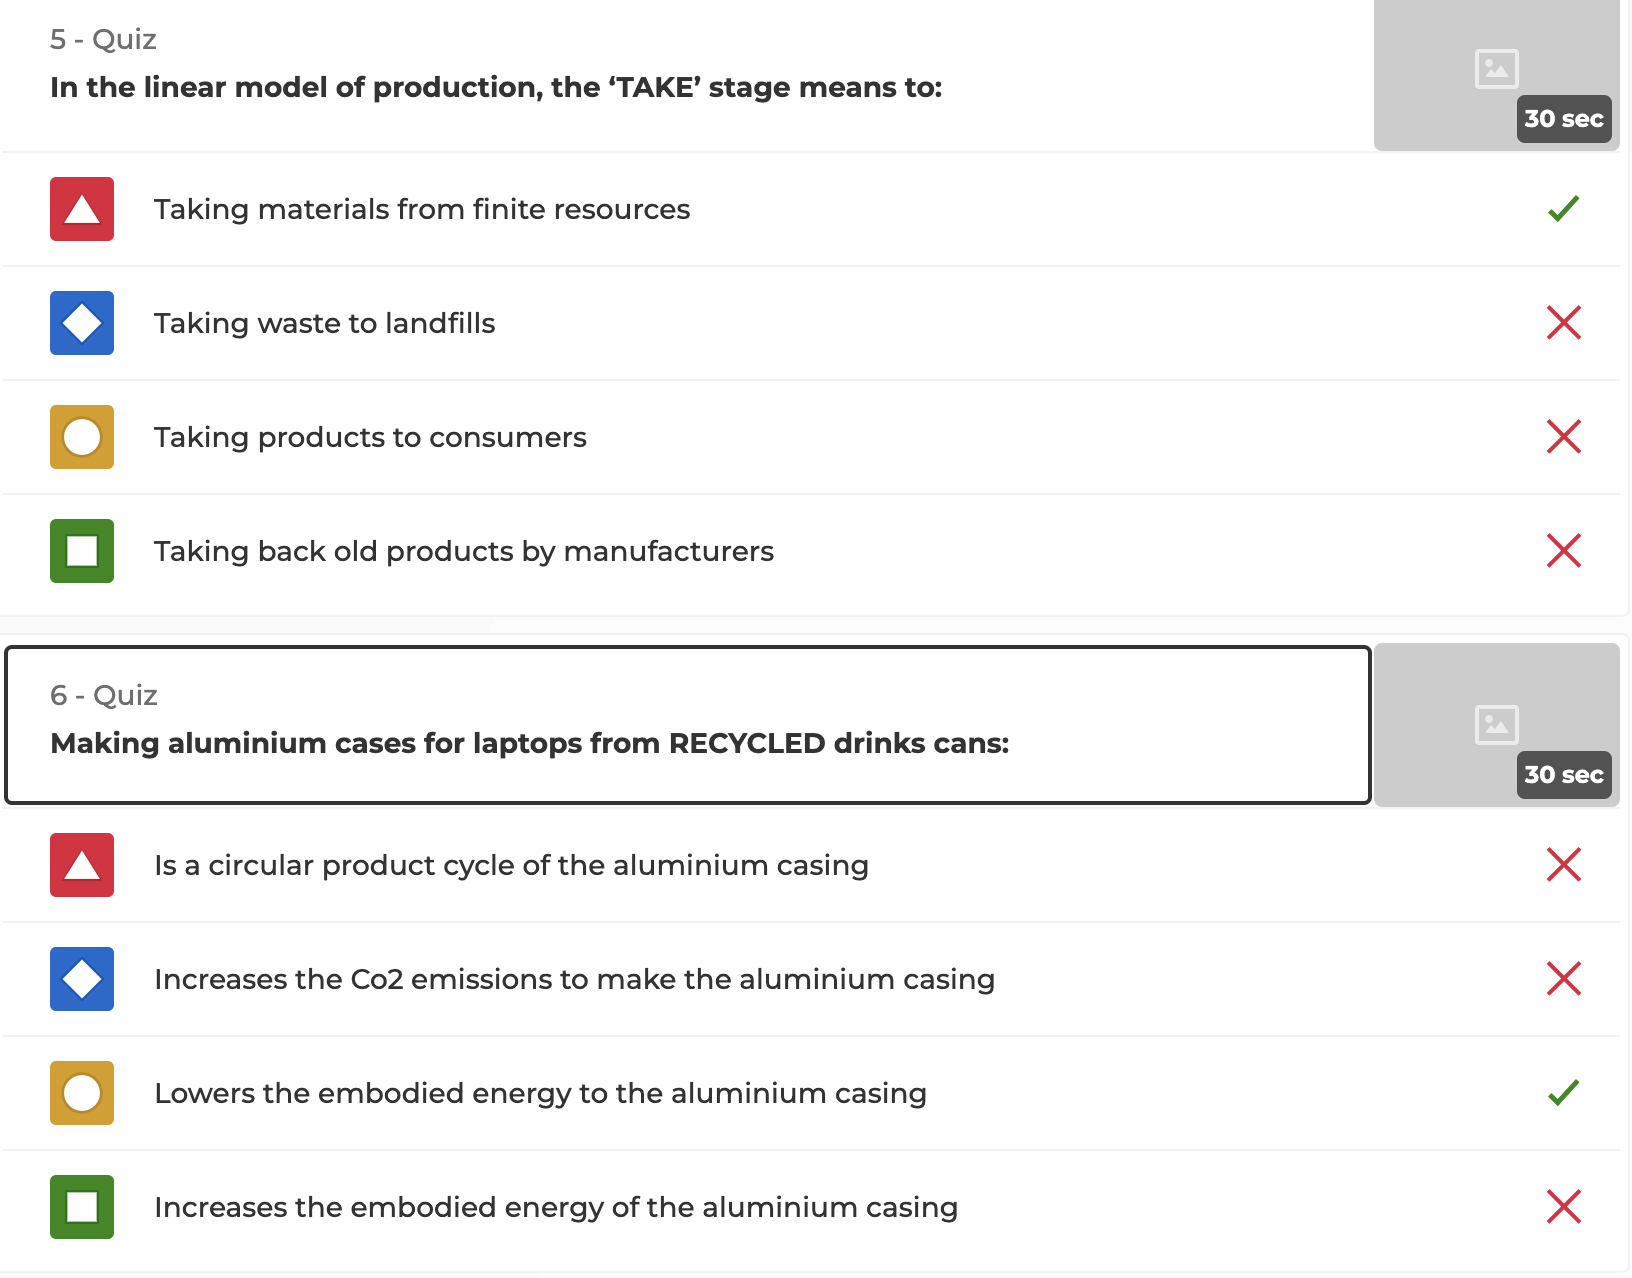 5 - Quiz
In the linear model of production, the ‘TAKE’ stage means to:
30 sec
Taking materials from finite resources
Taking waste to landfills
Taking products to consumers
Taking back old products by manufacturers
6 - Quiz
Making aluminium cases for laptops from RECYCLED drinks cans:
30 sec
Is a circular product cycle of the aluminium casing
Increases the Co2 emissions to make the aluminium casing
Lowers the embodied energy to the aluminium casing
Increases the embodied energy of the aluminium casing